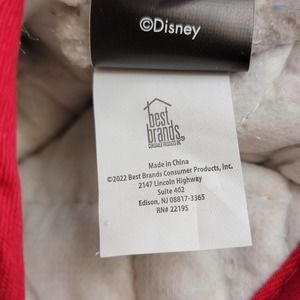 ©Disney
best
brands
CONSUMER PRODUCTS INC.
Made in China
©2022 Best Brands Consumer Products, Inc.
2147 Lincoln Highway
Suite 402
Edison, NJ 08817-3365
RN# 22195